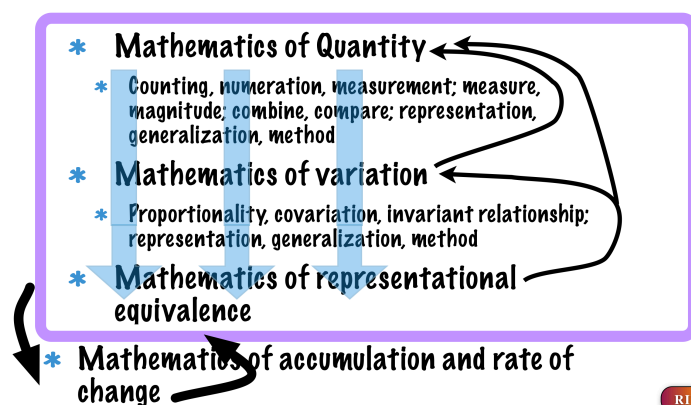 * Mathematics of Quantity
* Counting, numeration, measurement; measure,
magnitude; combine, compare; representation,
generalization, method
* Mathematics of variation
* Proportionality, covariation, invariant relationship;
representation, generalization, method
* Mathematics of representational
equivalence
* Mathematics of accumulation and rate of
change